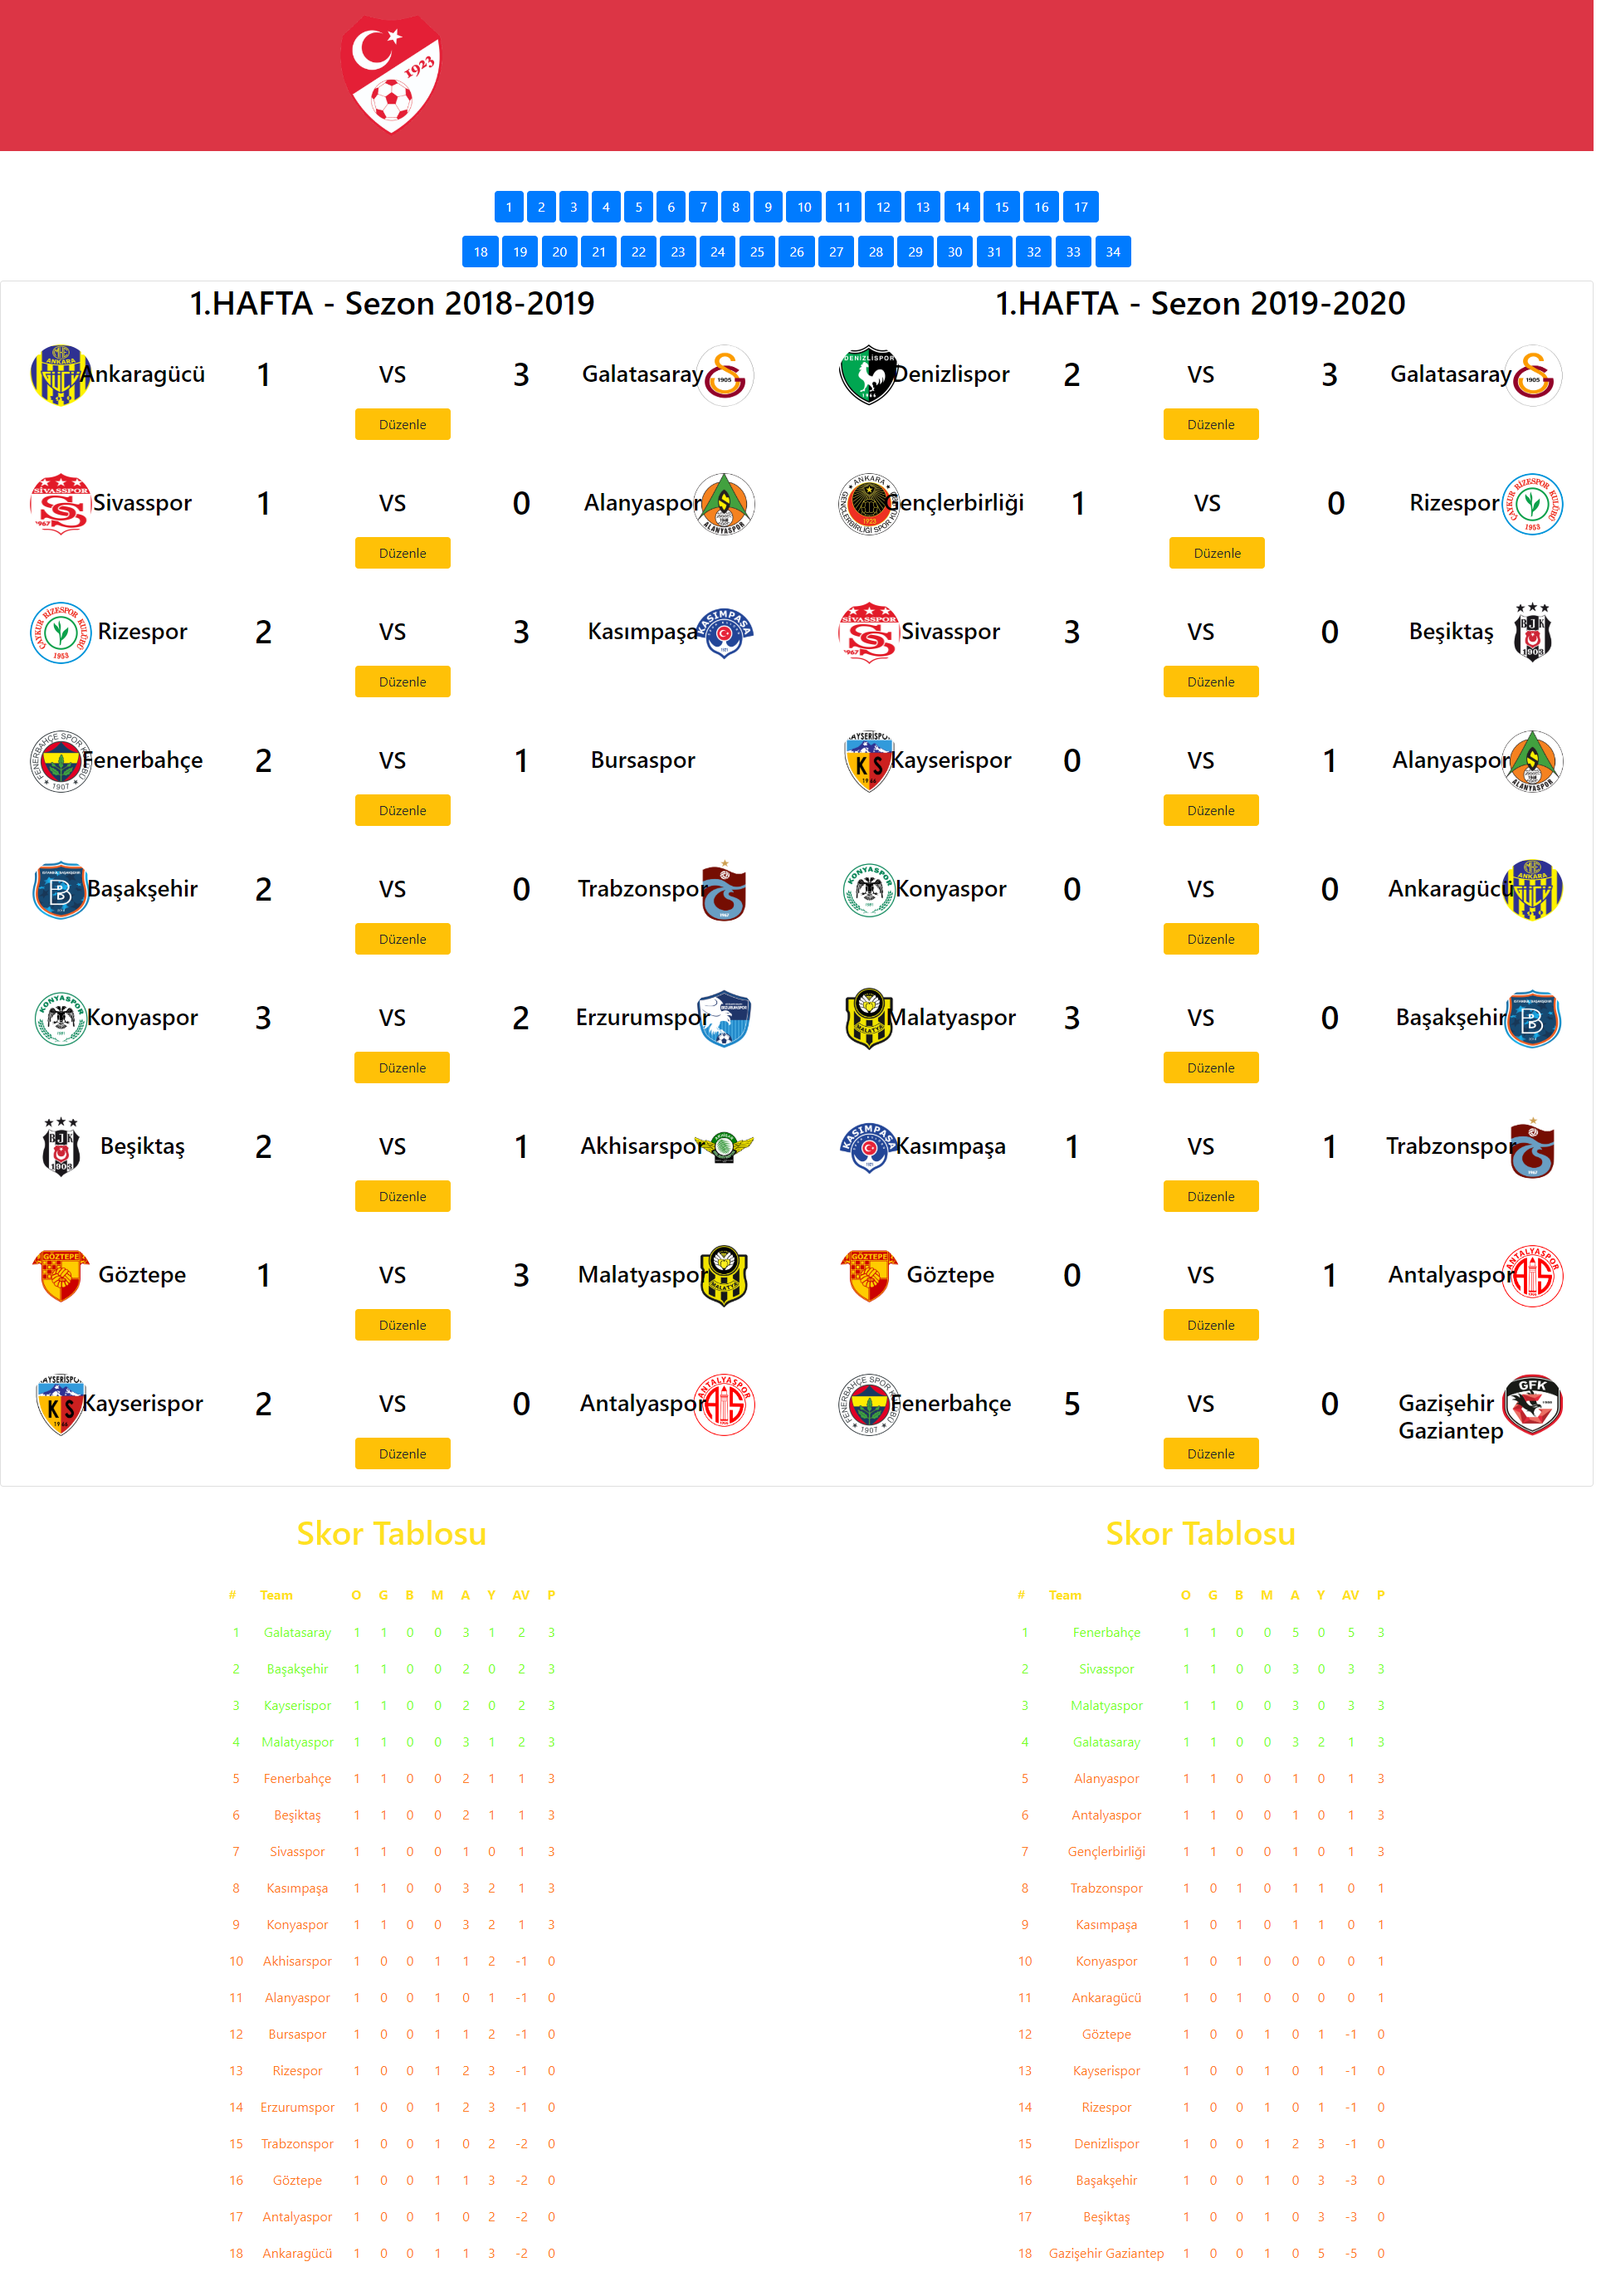 1923
1 2 3 4 5 6 7 8 9 10 11 12 13 14 15 16 17
18 19 20 21 22 23 24 25 26 27 28 29 30 31 32 33 34
1.HAFTA - Sezon 2018-2019
Ankaragücü 1 VS 3 Galatasaray
Düzenle
Sivasspor 1 VS 0 Alanyaspor
Düzenle
Rizespor 2 VS 3 Kasımpaşa
Düzenle
Fenerbahçe 2 VS 1 Bursaspor
Düzenle
Başakşehir 2 VS 0 Trabzonspor
Düzenle
Konyaspor 3 VS 2 Erzurumspor
Düzenle
Beşiktaş 2 VS 1 Akhisarspor
Düzenle
Göztepe 1 VS 3 Malatyaspor
Düzenle
Kayserispor 2 VS 0 Antalyaspor
Düzenle
1.HAFTA - Sezon 2019-2020
Denizlispor 2 VS 3 Galatasaray
Düzenle
Gençlerbirliği 1 VS 0 Rizespor
Düzenle
Sivasspor 3 VS 0 Beşiktaş
Düzenle
Kayserispor 0 VS 1 Alanyaspor
Düzenle
Konyaspor 0 VS 0 Ankaragücü
Düzenle
Malatyaspor 3 VS 0 Başakşehir
Düzenle
Kasımpaşa 1 VS 1 Trabzonspor
Düzenle
Göztepe 0 VS 1 Antalyaspor
Düzenle
Fenerbahçe 5 VS 0 Gazişehir
Gaziantep
Düzenle
Skor Tablosu
# Team O G B M A Y AV P
1 Galatasaray 1 1 0 0 3 1 2 3
2 Başakşehir 1 1 0 0 2 0 2 3
3 Kayserispor 1 1 0 0 2 0 2 3
4 Malatyaspor 1 1 0 0 3 1 2 3
5 Fenerbahçe 1 1 0 0 2 1 1 3
6 Beşiktaş 1 1 0 0 2 1 1 3
7 Sivasspor 1 1 0 0 1 0 1 3
8 Kasımpaşa 1 1 0 0 3 2 1 3
9 Konyaspor 1 1 0 0 3 2 1 3
10 Akhisarspor 1 0 0 1 1 2 -1 0
11 Alanyaspor 1 0 0 1 0 1 -1 0
12 Bursaspor 1 0 0 1 1 2 -1 0
13 Rizespor 1 0 0 1 2 3 -1 0
14 Erzurumspor 1 0 0 1 2 3 -1 0
15 Trabzonspor 1 0 0 1 0 2 -2 0
16 Göztepe 1 0 0 1 1 3 -2 0
17 Antalyaspor 1 0 0 1 0 2 -2 0
18 Ankaragücü 1 0 0 1 1 3 -2 0
Skor Tablosu
# Team O G B M A Y AV P
1 Fenerbahçe 1 1 0 0 5 0 5 3
2 Sivasspor 1 1 0 0 3 0 3 3
3 Malatyaspor 1 1 0 0 3 0 3 3
4 Galatasaray 1 1 0 0 3 2 1 3
5 Alanyaspor 1 1 0 0 1 0 1 3
6 Antalyaspor 1 1 0 0 1 0 1 3
7 Gençlerbirliği 1 1 0 0 1 0 1 3
8 Trabzonspor 1 0 1 0 1 1 0 1
9 Kasımpaşa 1 0 1 0 1 1 0 1
10 Konyaspor 1 0 1 0 0 0 0 1
11 Ankaragücü 1 0 1 0 0 0 0 1
12 Göztepe 1 0 0 1 0 1 -1 0
13 Kayserispor 1 0 0 1 0 1 -1 0
14 Rizespor 1 0 0 1 0 1 -1 0
15 Denizlispor 1 0 0 1 2 3 -1 0
16 Başakşehir 1 0 0 1 0 3 -3 0
17 Beşiktaş 1 0 0 1 0 3 -3 0
18 Gazişehir Gaziantep 1 0 0 1 0 5 -5 0